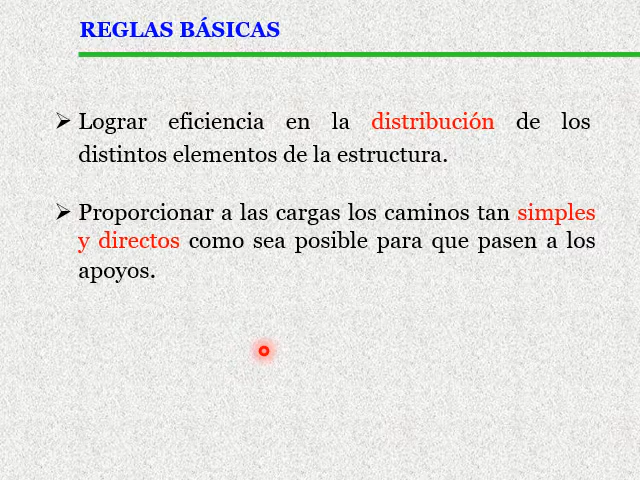 REGLAS BÁSICAS
➢ Lograr eficiencia en la distribución de los
distintos elementos de la estructura.
➢ Proporcionar a las cargas los caminos tan simples
y directos como sea posible para que pasen a los
apoyos.